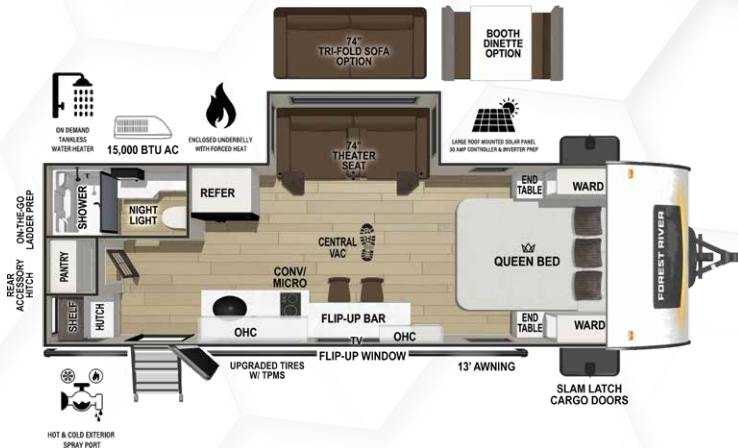 74"
TRI-FOLD SOFA
OPTION
BOOTH
DINETTE
OPTION
ON DEMAND
TANKLESS
WATER HEATER
15,000 BTU AC
ENCLOSED UNDERBELLY
WITH FORCED HEAT
74"
THEATER
SEAT
LARGE ROOF MOUNTED SOLAR PANEL
30 AMP CONTROLLER & INVERTER PREP
ON-THE-GO
LADDER PREP
SHOWER
NIGHT
LIGHT
REFER
END
TABLE
WARD
REAR
ACCESSORY
HITCH
PANTRY
CENTRAL
VAC
QUEEN BED
FOREST RIVER
SHELF
HUTCH
CONV/
MICRO
OHC
FLIP-UP BAR
TV
OHC
END
TABLE
WARD
FLIP-UP WINDOW
UPGRADED TIRES
W/ TPMS
13' AWNING
SLAM LATCH
CARGO DOORS
HOT & COLD EXTERIOR
SPRAY PORT